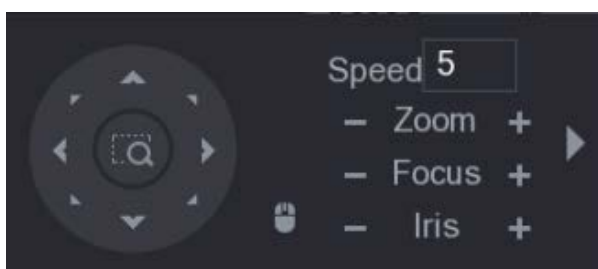 Speed 5
– Zoom +
– Focus +
– Iris +